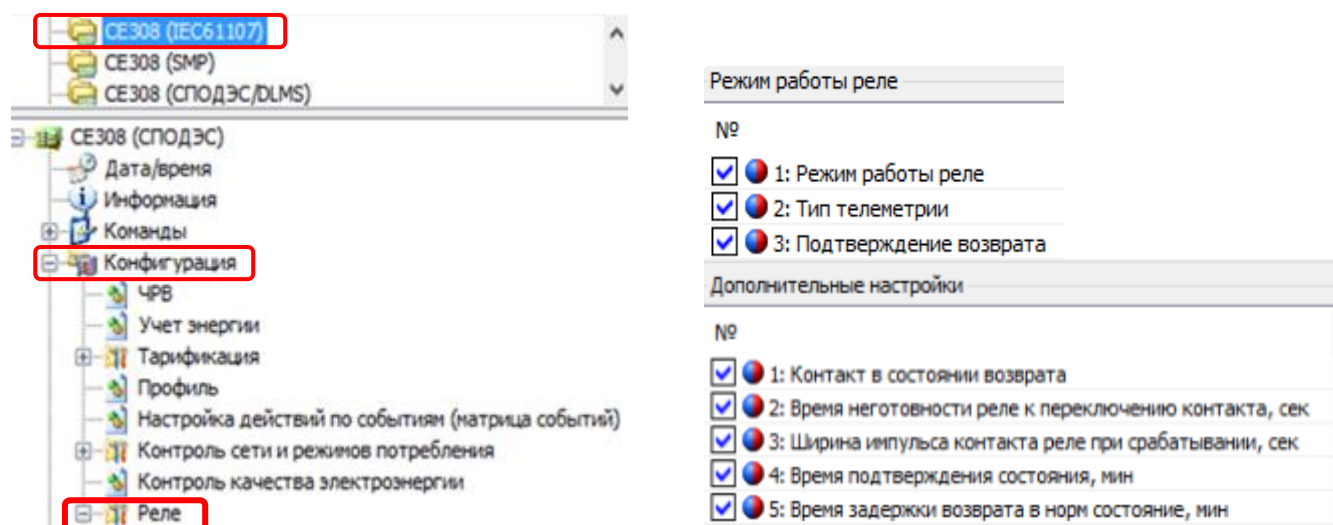 CE308 (IEC61107)
CE308 (SMP)
CE308 (СПОДЭС/DLMS)
CE308 (СПОДЭС)
Дата/время
Информация
Команды
Конфигурация
ЧРВ
Учет энергии
Тарификация
Профиль
Настройка действий по событиям (матрица событий)
Контроль сети и режимов потребления
Контроль качества электроэнергии
Реле
Режим работы реле
№
1: Режим работы реле
2: Тип телеметрии
3: Подтверждение возврата
Дополнительные настройки
№
1: Контакт в состоянии возврата
2: Время неготовности реле к переключению контакта, сек
3: Ширина импульса контакта реле при срабатывании, сек
4: Время подтверждения состояния, мин
5: Время задержки возврата в норм состояние, мин